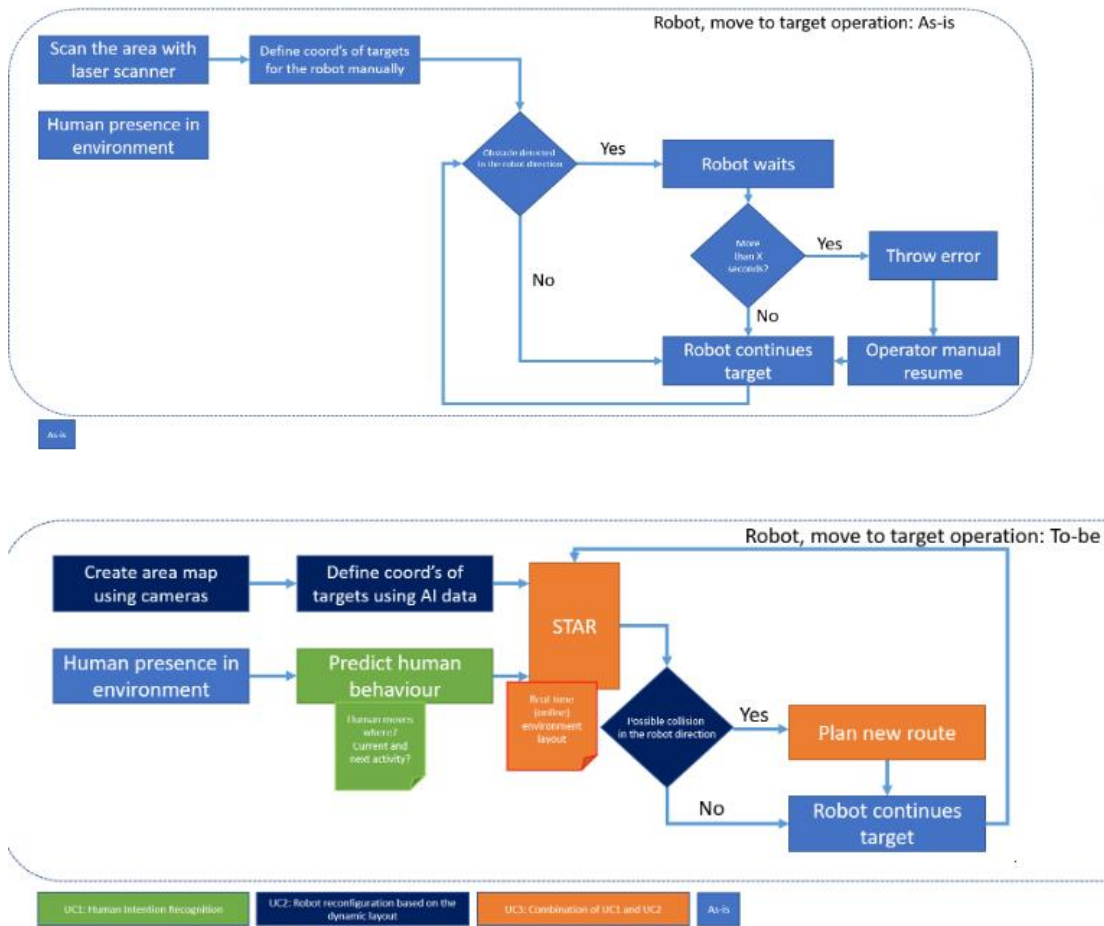 Robot, move to target operation: As-is
Scan the area with
laser scanner
Define coord's of targets
for the robot manually
Human presence in
environment
Obstacle detected
in the robot direction
Yes
Robot waits
More
than X
seconds?
Yes
Throw error
No
No
Robot continues
target
Operator manual
resume
As-is
Robot, move to target operation: To-be
Create area map
using cameras
Define coord's of
targets using AI data
STAR
Human presence in
environment
Predict human
behaviour
Human moves
where?
Current and
next activity?
Real time
(online)
environment
layout
Possible collision
in the robot direction
Yes
Plan new route
No
Robot continues
target
UC1: Human Intention Recognition
UC2: Robot reconfiguration based on the
dynamic layout
UC3: Combination of UC1 and UC2
As-is